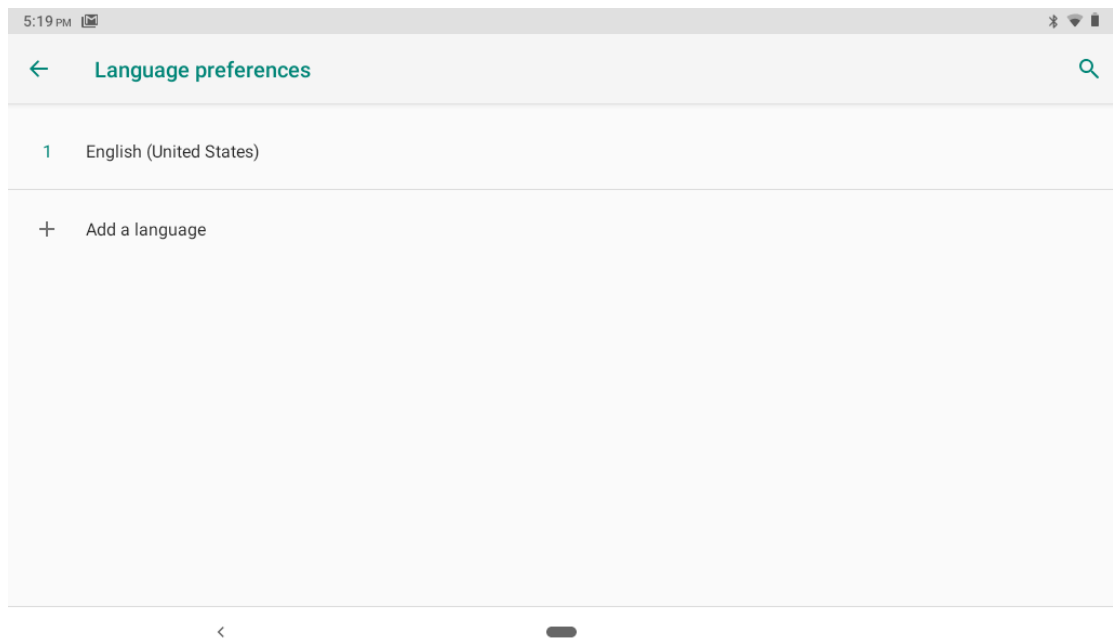 5:19 PM
Language preferences
1 English (United States)
Add a language